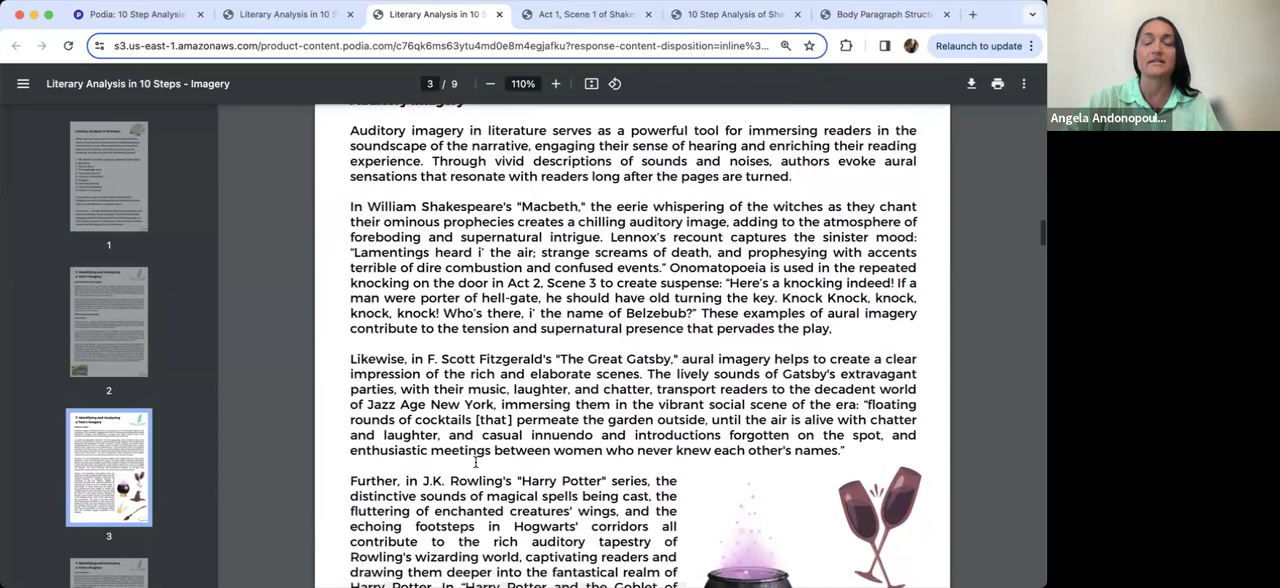 Podia: 10 Step Analysis
Literary Analysis in 10 S
Literary Analysis in 10 S
Act 1, Scene 1 of Shake
10 Step Analysis of Sha
Body Paragraph Struct
s3.us-east-1.amazonaws.com/product-content.podia.com/c76qk6ms63ytu4md0e8m4egjafku?response-content-disposition=inline%3...
Relaunch to update
Literary Analysis in 10 Steps - Imagery
3 / 9
110%
Angela Andonopoul...
Auditory imagery in literature serves as a powerful tool for immersing readers in the
soundscape of the narrative, engaging their sense of hearing and enriching their reading
experience. Through vivid descriptions of sounds and noises, authors evoke aural
sensations that resonate with readers long after the pages are turned.
In William Shakespeare's "Macbeth," the eerie whispering of the witches as they chant
their ominous prophecies creates a chilling auditory image, adding to the atmosphere of
foreboding and supernatural intrigue. Lennox's recount captures the sinister mood:
“Lamentings heard i’ the air; strange screams of death, and prophesying with accents
terrible of dire combustion and confused events.” Onomatopoeia is used in the repeated
knocking on the door in Act 2, Scene 3 to create suspense: “Here’s a knocking indeed! If a
man were porter of hell-gate, he should have old turning the key. Knock Knock, knock,
knock, knock! Who’s there, i’ the name of Belzebub?” These examples of aural imagery
contribute to the tension and supernatural presence that pervades the play,
Likewise, in F. Scott Fitzgerald's "The Great Gatsby," aural imagery helps to create a clear
impression of the rich and elaborate scenes. The lively sounds of Gatsby's extravagant
parties, with their music, laughter, and chatter, transport readers to the decadent world
of Jazz Age New York, immersing them in the vibrant social scene of the era: “floating
rounds of cocktails that permeate the garden outside until the air is alive with chatter
and laughter, and casual innuendo and introductions forgotten on the spot, and
enthusiastic meetings between women who never knew each other’s names.”
Further, in J.K. Rowling's "Harry Potter" series, the
distinctive sounds of magical spells being cast, the
fluttering of enchanted creatures' wings, and the
echoing footsteps in Hogwarts' corridors all
contribute to the rich auditory tapestry of
Rowling's wizarding world
1
2
3